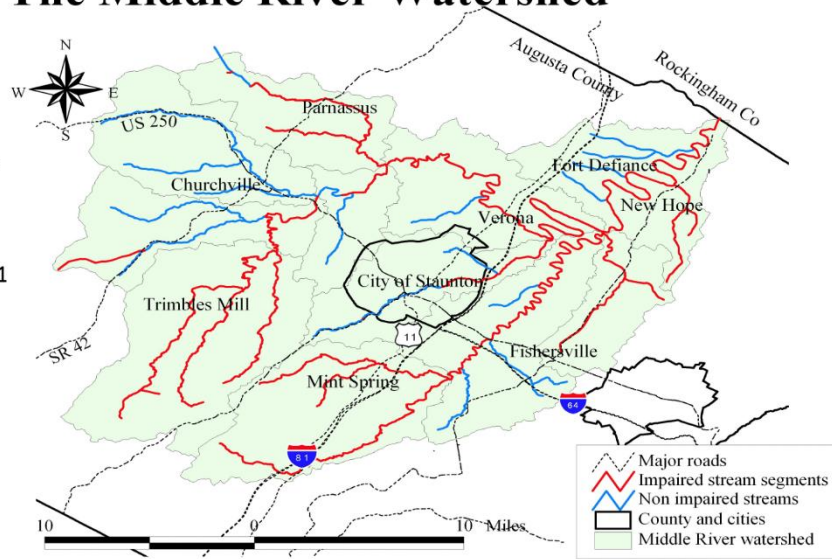 The Middle River Watershed
N
W
E
S
Augusta County
Rockingham Co
Parnassus
US 250
Fort Defiance
Churchville
New Hope
Verona
1
City of Staunton
Trimbles Mill
11
SR 42
Fishersville
Mint Spring
64
81
Major roads
Impaired stream segments
Non impaired streams
County and cities
Middle River watershed
10 0 10 Miles